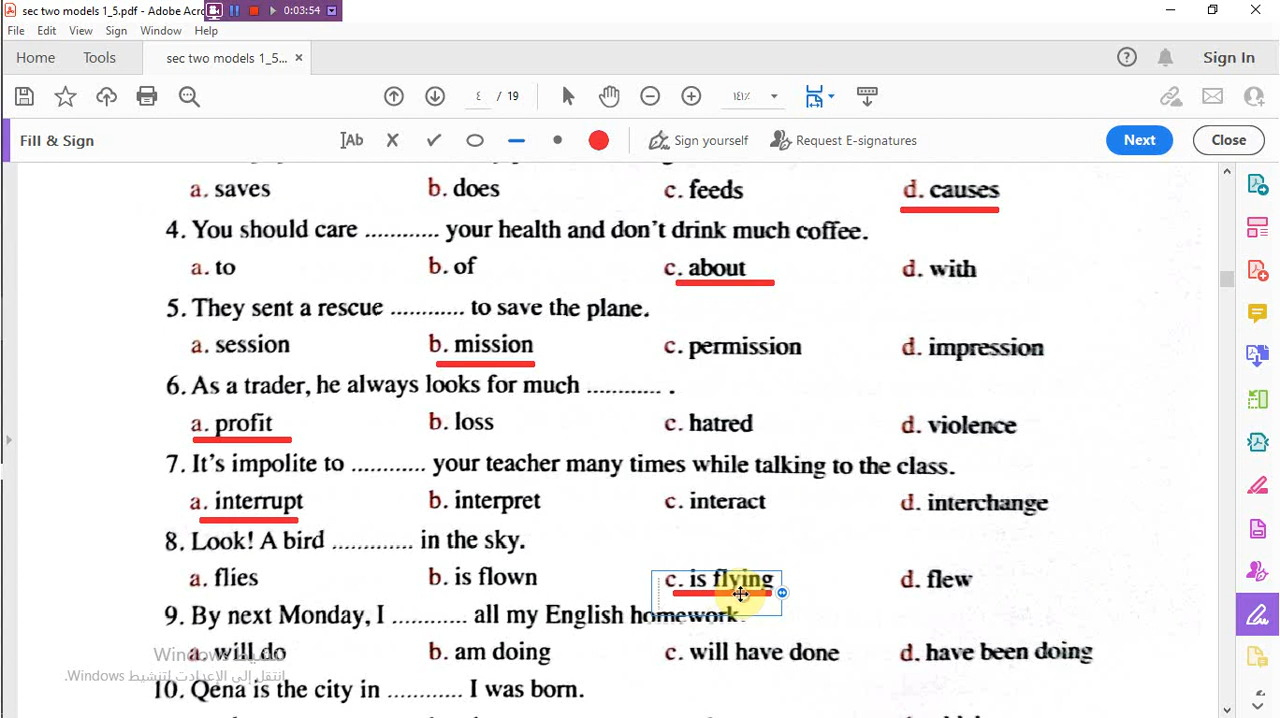 sec two models 1_5.pdf - Adobe Acr
0:03:54
File Edit View Sign Window Help
Home Tools sec two models 1_5... Sign In
٤ / 19 ١٤١٪
Fill & Sign Ab Sign yourself Request E-signatures Next Close
a. saves b. does c. feeds d. causes
4. You should care ............ your health and don't drink much coffee.
a. to b. of c. about d. with
5. They sent a rescue ............ to save the plane.
a. session b. mission c. permission d. impression
6. As a trader, he always looks for much ............ .
a. profit b. loss c. hatred d. violence
7. It's impolite to ............ your teacher many times while talking to the class.
a. interrupt b. interpret c. interact d. interchange
8. Look! A bird ............. in the sky.
a. flies b. is flown c. is flying d. flew
9. By next Monday, I ............ all my English homework.
a. will do b. am doing c. will have done d. have been doing
تنشيط Windows
انتقل إلى الإعدادات لتنشيط Windows.
10. Qena is the city in ............ I was born.